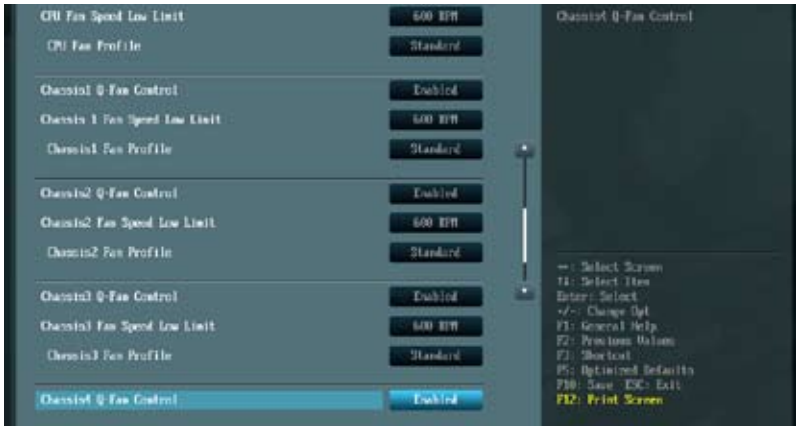 CPU Fan Speed Low Limit 600 RPM
CPU Fan Profile Standard
Chassis1 Q-Fan Control Enabled
Chassis 1 Fan Speed Low Limit 600 RPM
Chassis1 Fan Profile Standard
Chassis2 Q-Fan Control Enabled
Chassis2 Fan Speed Low Limit 600 RPM
Chassis2 Fan Profile Standard
Chassis3 Q-Fan Control Enabled
Chassis3 Fan Speed Low Limit 600 RPM
Chassis3 Fan Profile Standard
Chassis4 Q-Fan Control Enabled
Chassis4 Q-Fan Control
: Select Screen
: Select Item
Enter: Select
+/-: Change Opt
F1: General Help
F2: Previous Values
F3: Shortcut
F5: Optimized Defaults
F10: Save ESC: Exit
F12: Print Screen